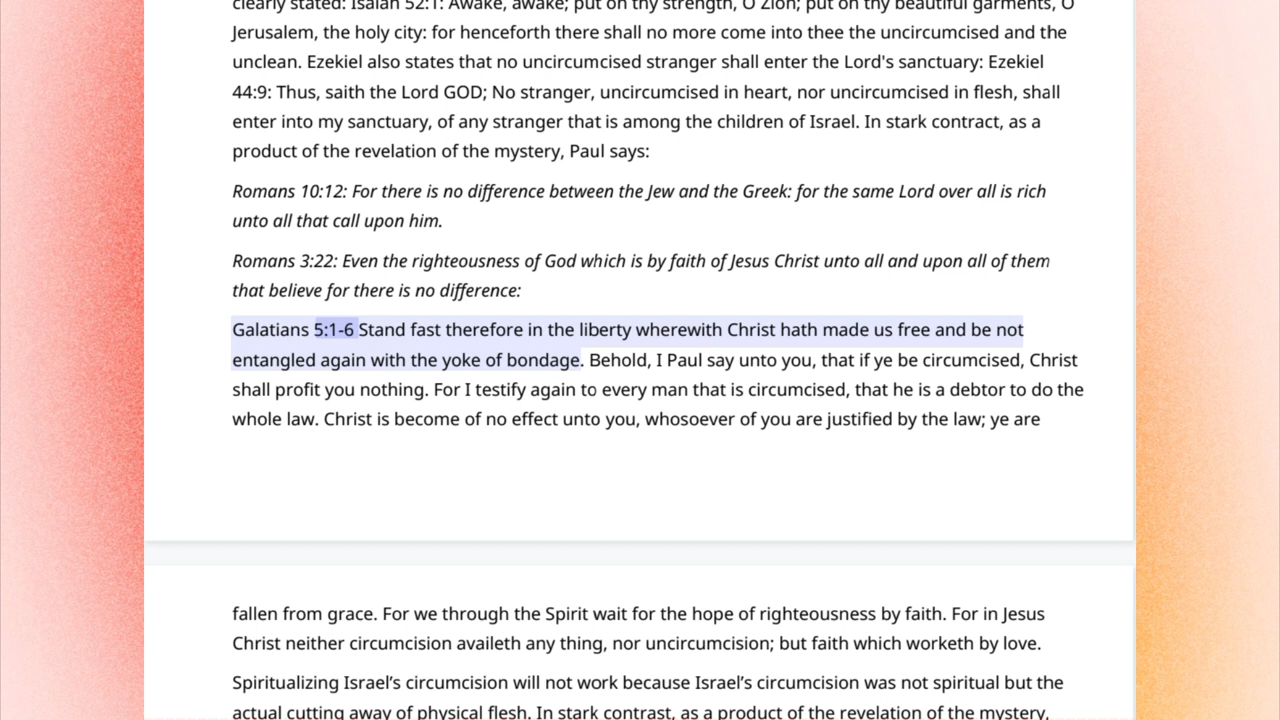 clearly stated: Isaiah 52:1: Awake, awake; put on thy strength, O Zion; put on thy beautiful garments, O
Jerusalem, the holy city: for henceforth there shall no more come into thee the uncircumcised and the
unclean. Ezekiel also states that no uncircumcised stranger shall enter the Lord's sanctuary: Ezekiel
44:9: Thus, saith the Lord GOD; No stranger, uncircumcised in heart, nor uncircumcised in flesh, shall
enter into my sanctuary, of any stranger that is among the children of Israel. In stark contract, as a
product of the revelation of the mystery, Paul says:
Romans 10:12: For there is no difference between the Jew and the Greek: for the same Lord over all is rich
unto all that call upon him.
Romans 3:22: Even the righteousness of God which is by faith of Jesus Christ unto all and upon all of them
that believe for there is no difference:
Galatians 5:1-6 Stand fast therefore in the liberty wherewith Christ hath made us free and be not
entangled again with the yoke of bondage. Behold, I Paul say unto you, that if ye be circumcised, Christ
shall profit you nothing. For I testify again to every man that is circumcised, that he is a debtor to do the
whole law. Christ is become of no effect unto you, whosoever of you are justified by the law; ye are
fallen from grace. For we through the Spirit wait for the hope of righteousness by faith. For in Jesus
Christ neither circumcision availeth any thing, nor uncircumcision; but faith which worketh by love.
Spiritualizing Israel’s circumcision will not work because Israel’s circumcision was not spiritual but the
actual cutting away of physical flesh. In stark contrast, as a product of the revelation of the mystery,